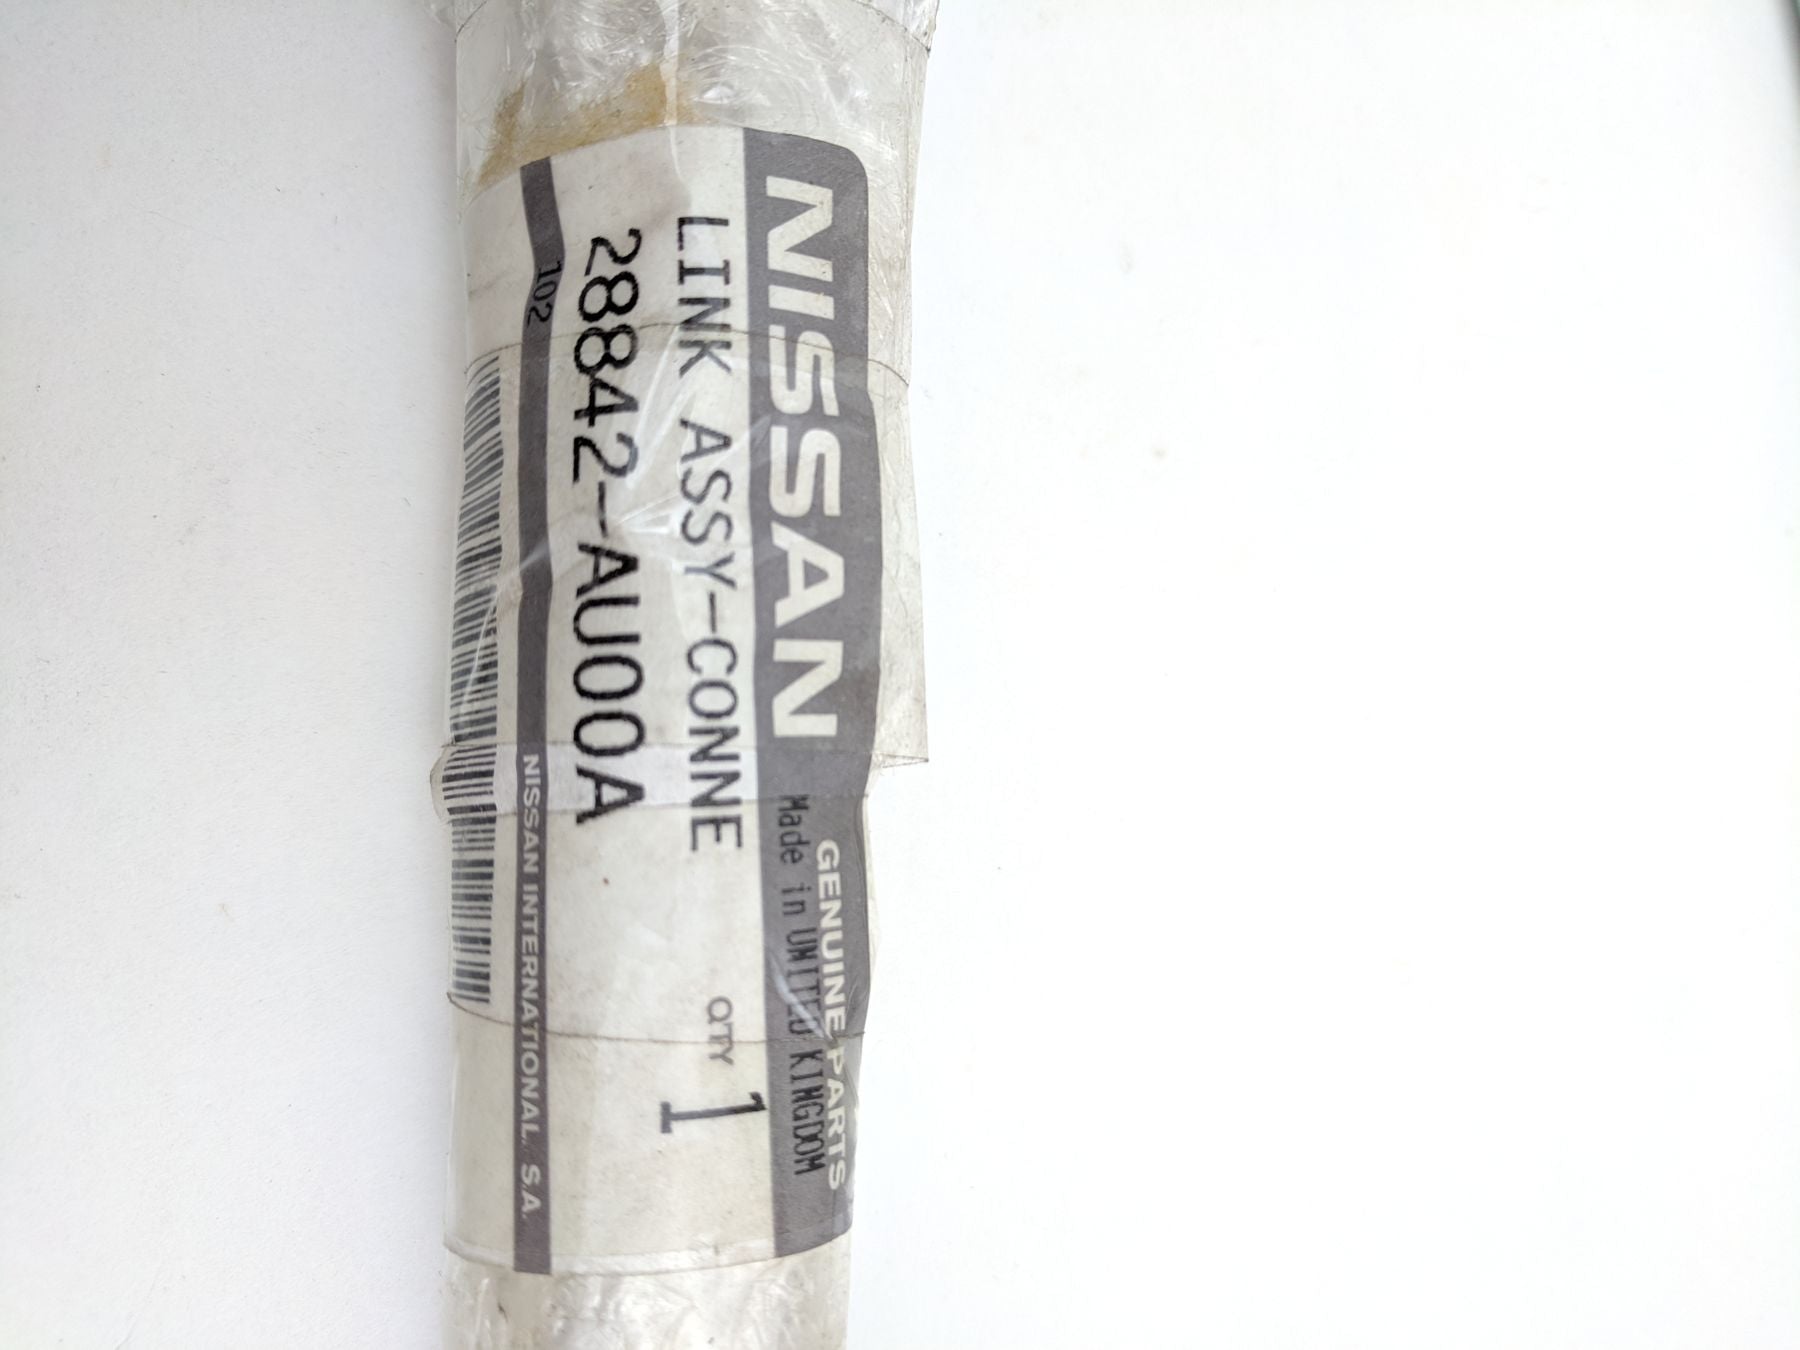 NISSAN
GENUINE PARTS
Made in UNITED KINGDOM
LINK ASSY-CONNE
QTY 1
28842-AU00A
102
NISSAN INTERNATIONAL. S.A.